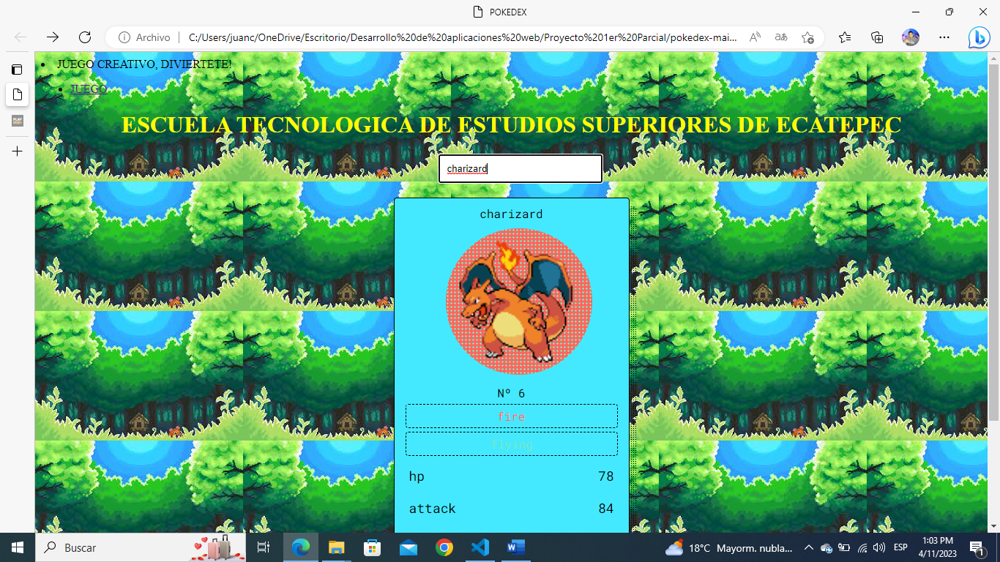 POKEDEX
Archivo
C:/Users/juanc/OneDrive/Escritorio/Desarrollo%20de%20aplicaciones%20web/Proyecto%201er%20Parcial/pokedex-mai...
JUEGO CREATIVO, DIVIERTETE!
JUEGO
ESCUELA TECNOLOGICA DE ESTUDIOS SUPERIORES DE ECATEPEC
charizard
charizard
Nº 6
fire
flying
hp 78
attack 84
Buscar
18°C Mayorm. nubla...
ESP
1:03 PM
4/11/2023
1